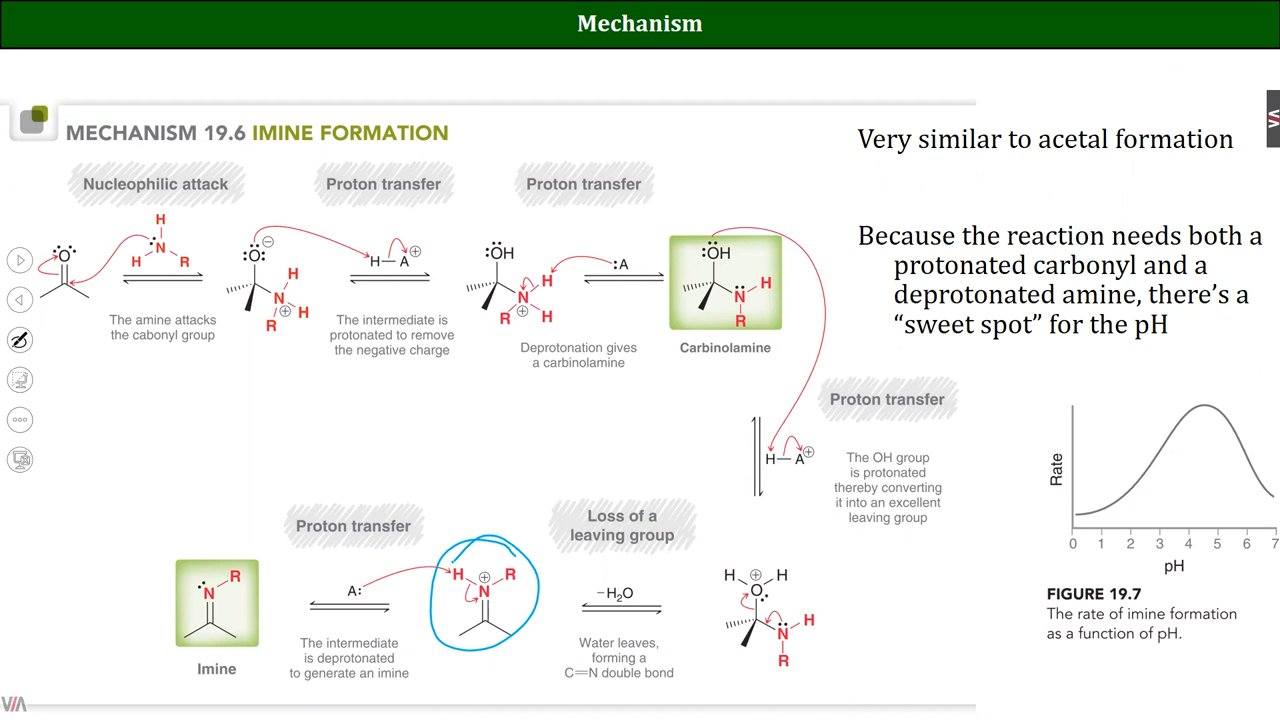 Mechanism
MECHANISM 19.6 IMINE FORMATION
Nucleophilic attack
Proton transfer
Proton transfer
H
N
H
R
O
The amine attacks
the cabonyl group
O
H
N
H
R
H—A
The intermediate is
protonated to remove
the negative charge
OH
H
N
R
H
:A
Deprotonation gives
a carbinolamine
OH
N
H
R
Carbinolamine
Very similar to acetal formation
Because the reaction needs both a
protonated carbonyl and a
deprotonated amine, there’s a
“sweet spot” for the pH
Proton transfer
H—A
The OH group
is protonated
thereby converting
it into an excellent
leaving group
H
H
O
N
H
R
Loss of a
leaving group
−H₂O
Water leaves,
forming a
C=N double bond
H
N
R
Proton transfer
A:
The intermediate
is deprotonated
to generate an imine
N
R
Imine
Rate
0 1 2 3 4 5 6 7
pH
FIGURE 19.7
The rate of imine formation
as a function of pH.
VIA
VIA